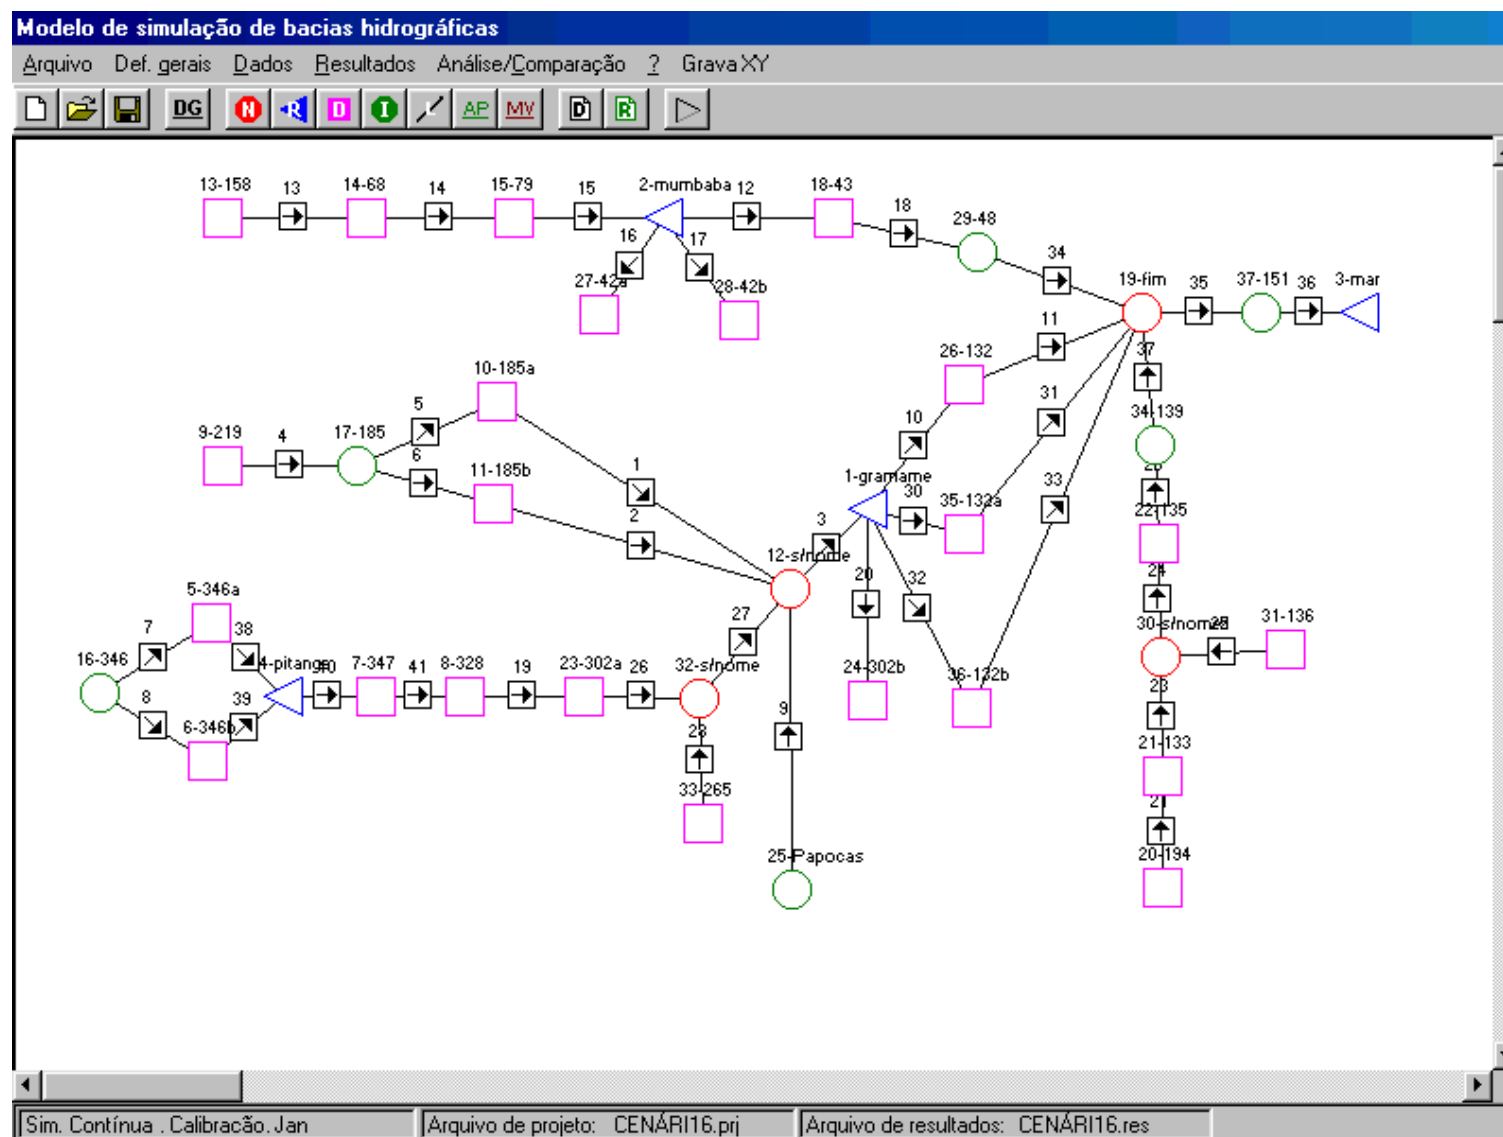 Modelo de simulação de bacias hidrográficas
Arquivo Def. gerais Dados Resultados Análise/Comparação ? Grava XY
DG N R D I AP MV D R
13-158 13 14-68 14 15-79 15 2-mumbaba 12 18-43
18 29-48
16 17 34
27-42a 28-42b 19-fim 35 37-151 36 3-mar
11
26-132
10-185a 37
5 31
10 34-139
9-219 4 17-185
6 11-185b 1 1-gramame 33
30 35-132a
2 3 22-135
12-s/nome
20 32 24
5-346a
7 38 27 30-s/nome 31-136
16-346 4-pitanga 40 7-347 41 8-328 19 23-302a 26 32-s/nome 24-302b 36-132b
8 39 23
6-346b 9
28 21-133
33-265
21
25-Papocas 20-194
Sim. Contínua . Calibracão. Jan Arquivo de projeto: CENÁRI16.prj Arquivo de resultados: CENÁRI16.res